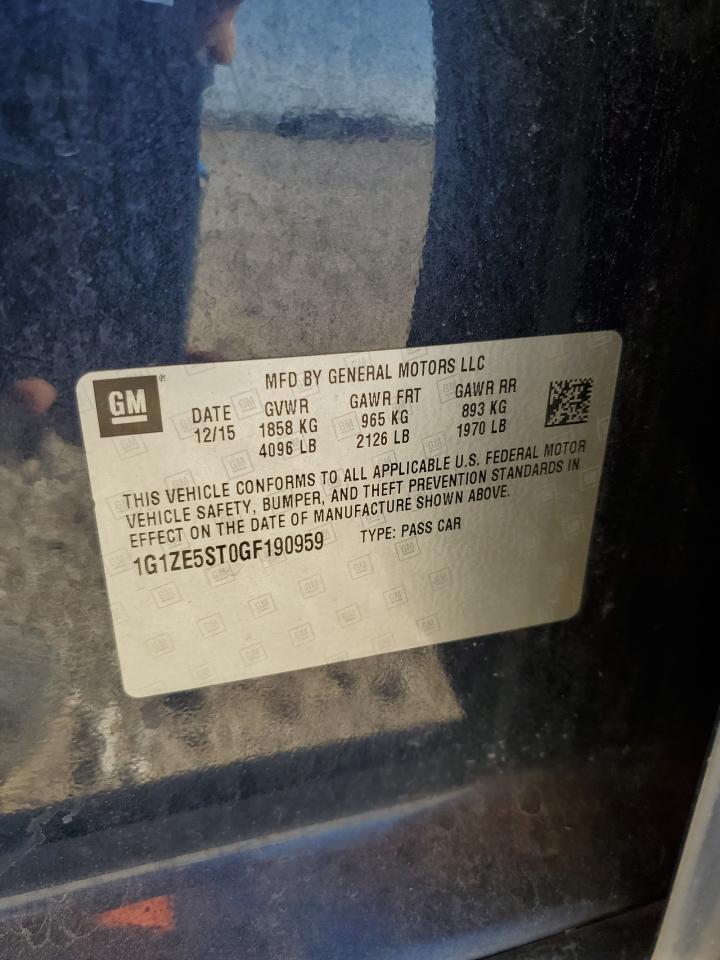 GM
MFD BY GENERAL MOTORS LLC
DATE GVWR GAWR FRT GAWR RR
12/15 1858 KG 965 KG 893 KG
4096 LB 2126 LB 1970 LB
THIS VEHICLE CONFORMS TO ALL APPLICABLE U.S. FEDERAL MOTOR
VEHICLE SAFETY, BUMPER, AND THEFT PREVENTION STANDARDS IN
EFFECT ON THE DATE OF MANUFACTURE SHOWN ABOVE.
1G1ZE5ST0GF190959 TYPE: PASS CAR